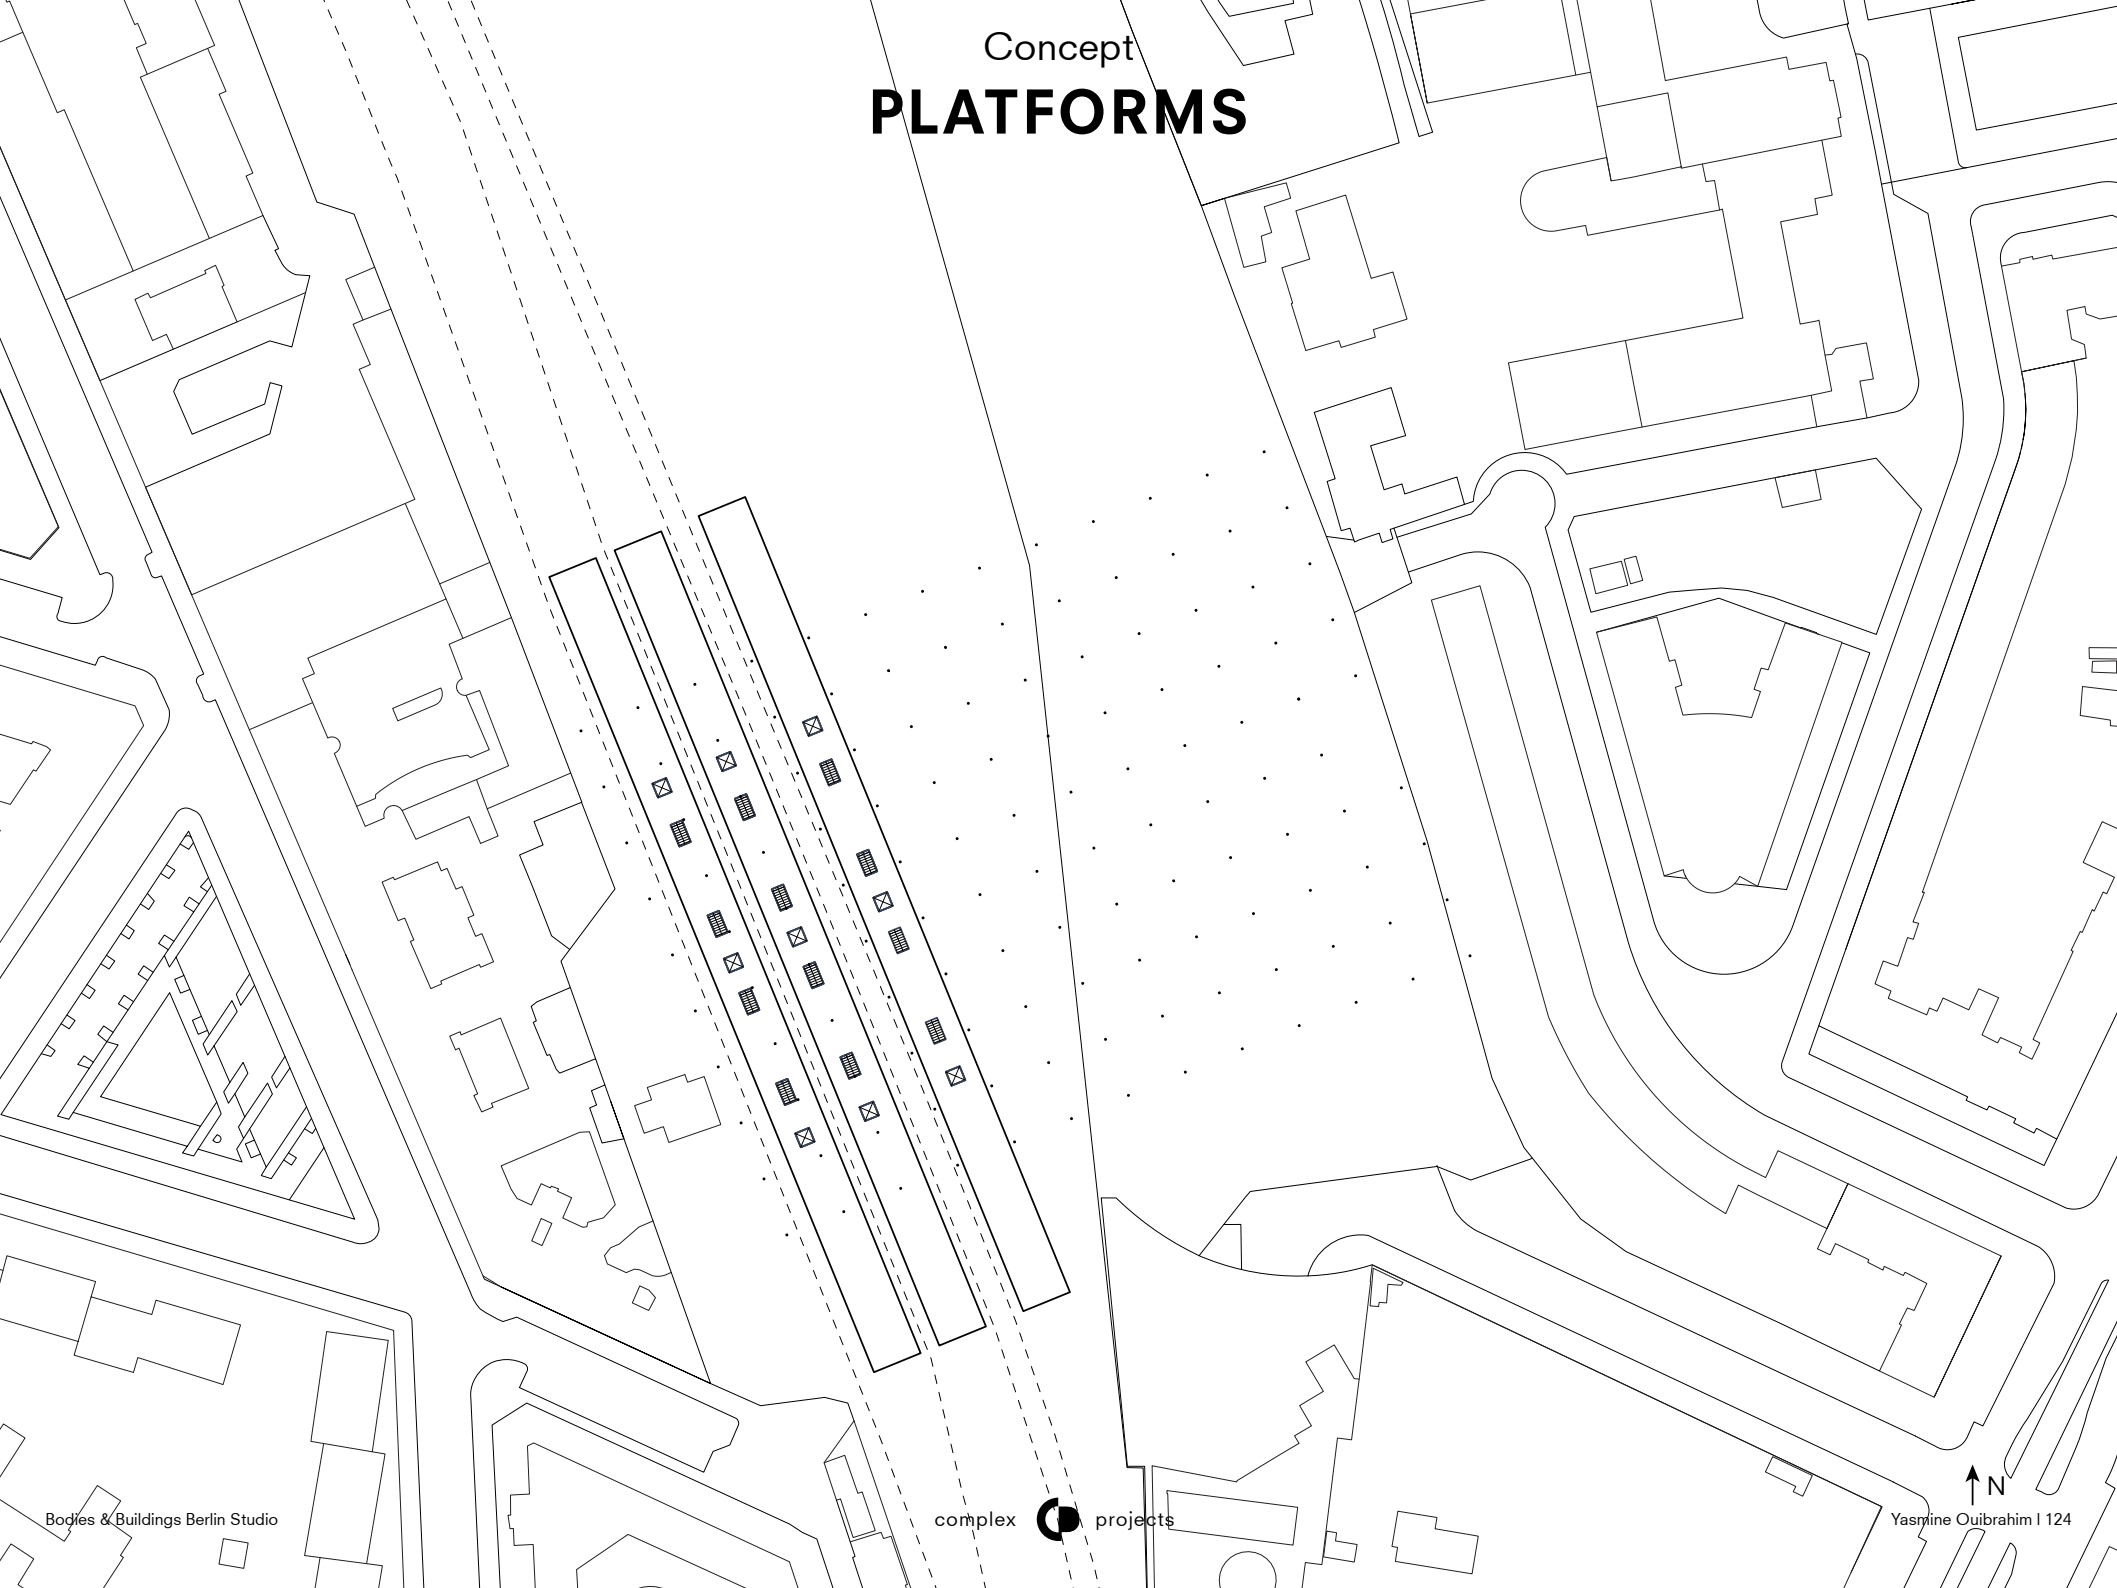 Concept
PLATFORMS
N
Bodies & Buildings Berlin Studio
complex projects
Yasmine Ouibrahim | 124